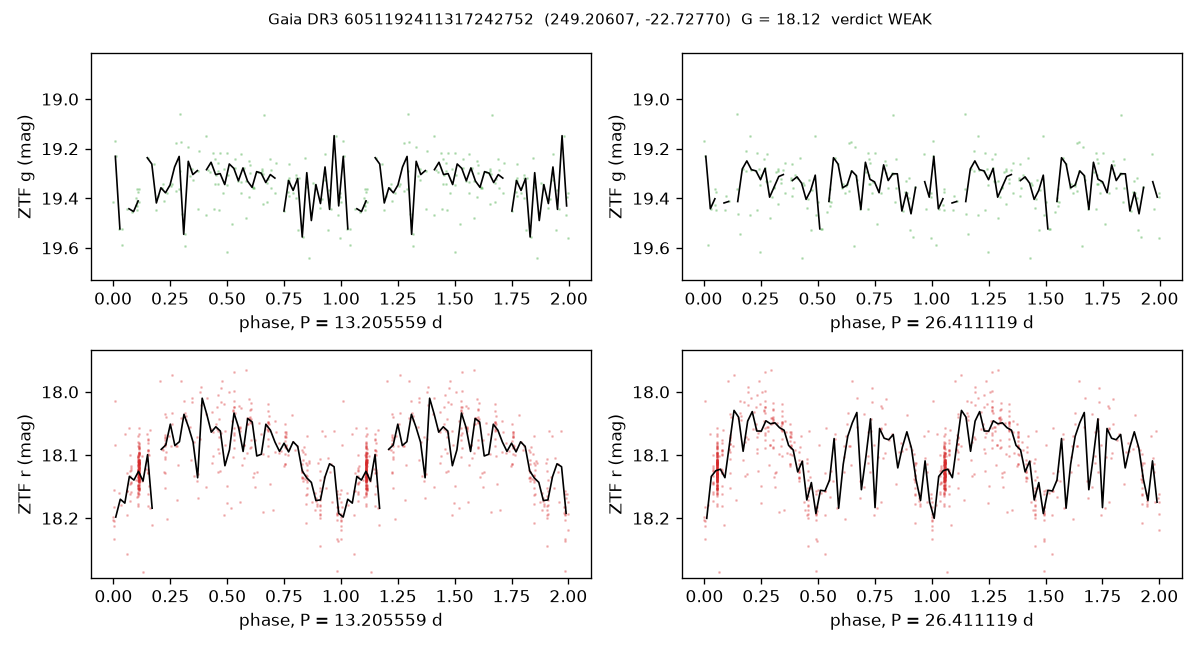 Gaia DR3 6051192411317242752  (249.20607, -22.72770)  G = 18.12  verdict WEAK
ZTF g (mag)
19.0
19.2
19.4
19.6
0.00 0.25 0.50 0.75 1.00 1.25 1.50 1.75 2.00
phase, P = 13.205559 d
ZTF g (mag)
19.0
19.2
19.4
19.6
0.00 0.25 0.50 0.75 1.00 1.25 1.50 1.75 2.00
phase, P = 26.411119 d
ZTF r (mag)
18.0
18.1
18.2
0.00 0.25 0.50 0.75 1.00 1.25 1.50 1.75 2.00
phase, P = 13.205559 d
ZTF r (mag)
18.0
18.1
18.2
0.00 0.25 0.50 0.75 1.00 1.25 1.50 1.75 2.00
phase, P = 26.411119 d